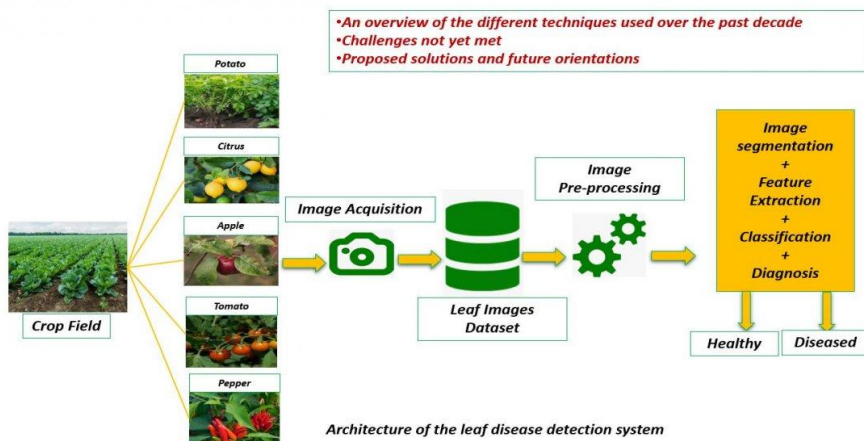 •An overview of the different techniques used over the past decade
•Challenges not yet met
•Proposed solutions and future orientations
Potato
Citrus
Apple
Tomato
Pepper
Crop Field
Image Acquisition
Leaf Images
Dataset
Image
Pre-processing
Image
segmentation
+
Feature
Extraction
+
Classification
+
Diagnosis
Healthy
Diseased
Architecture of the leaf disease detection system